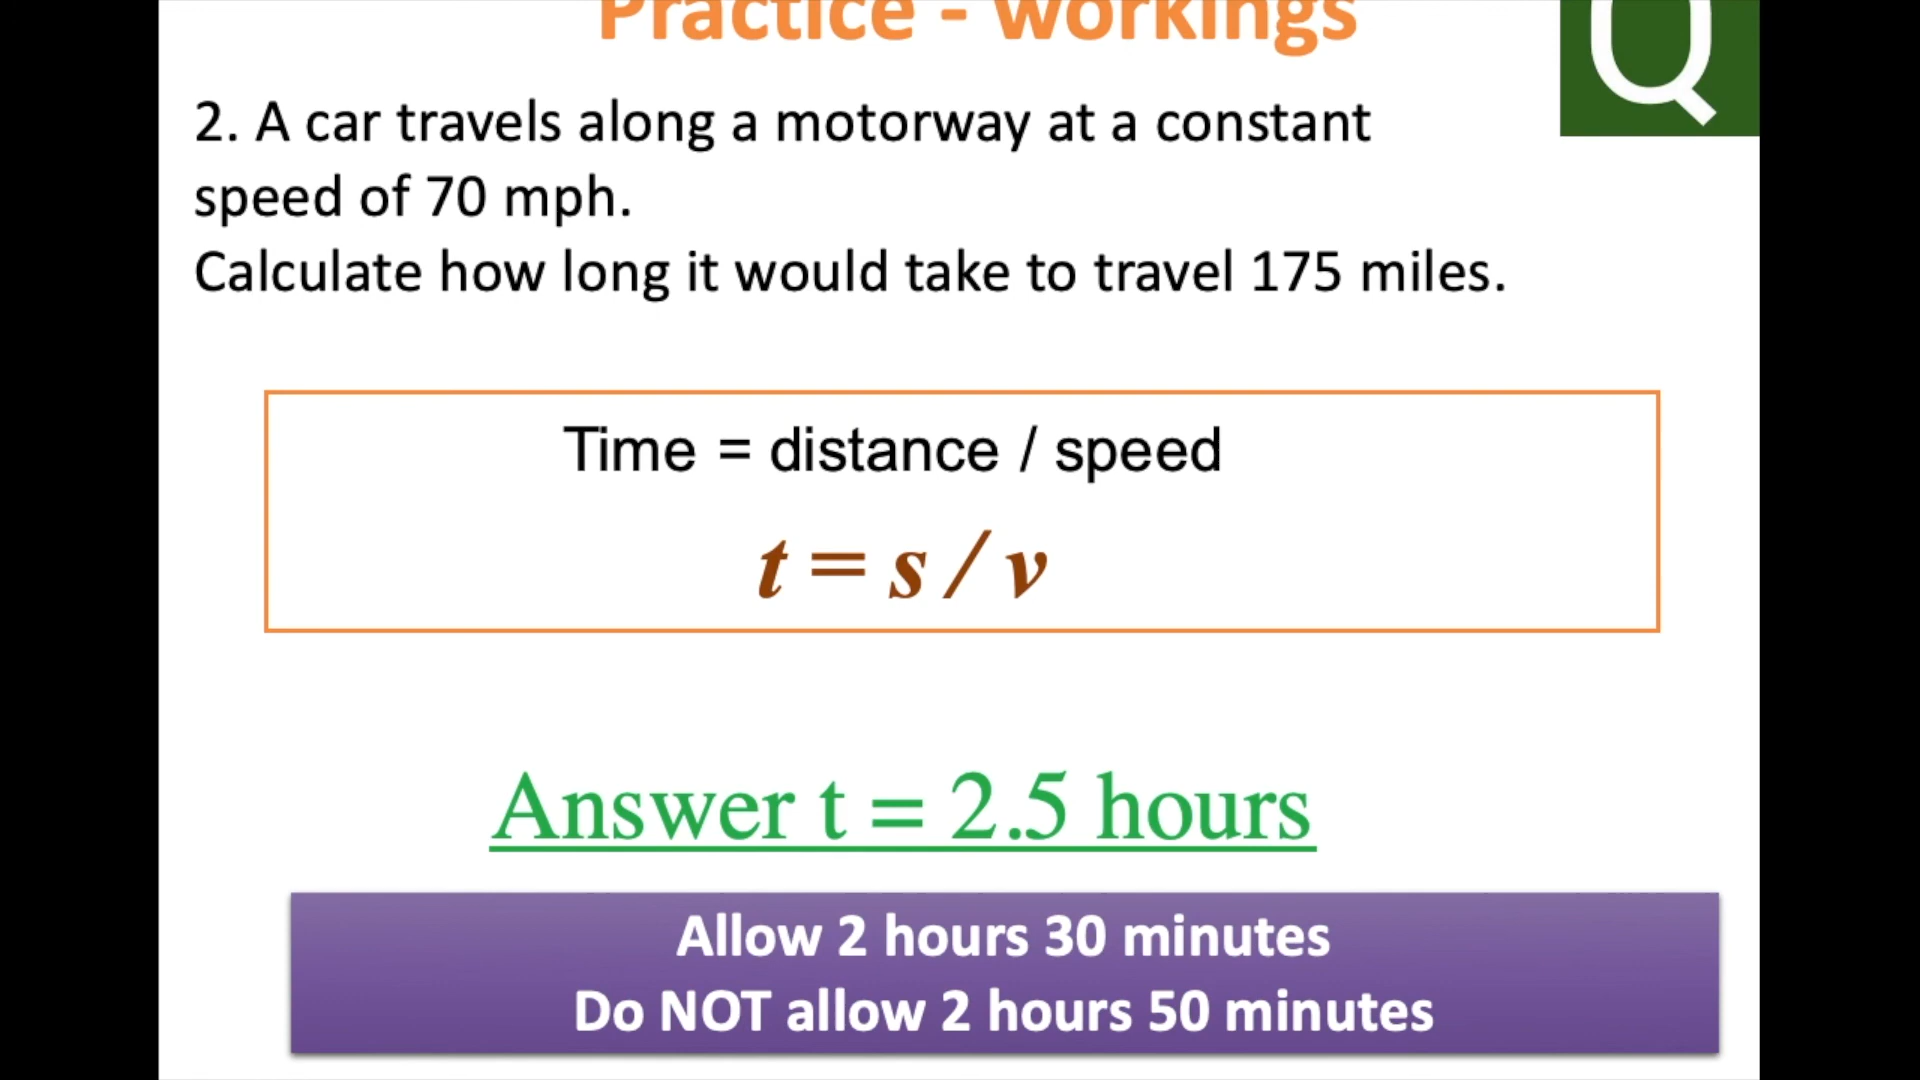 Practice - Workings
Q
2. A car travels along a motorway at a constant
speed of 70 mph.
Calculate how long it would take to travel 175 miles.
Time = distance / speed
t = s / v
Answer t = 2.5 hours
Allow 2 hours 30 minutes
Do NOT allow 2 hours 50 minutes